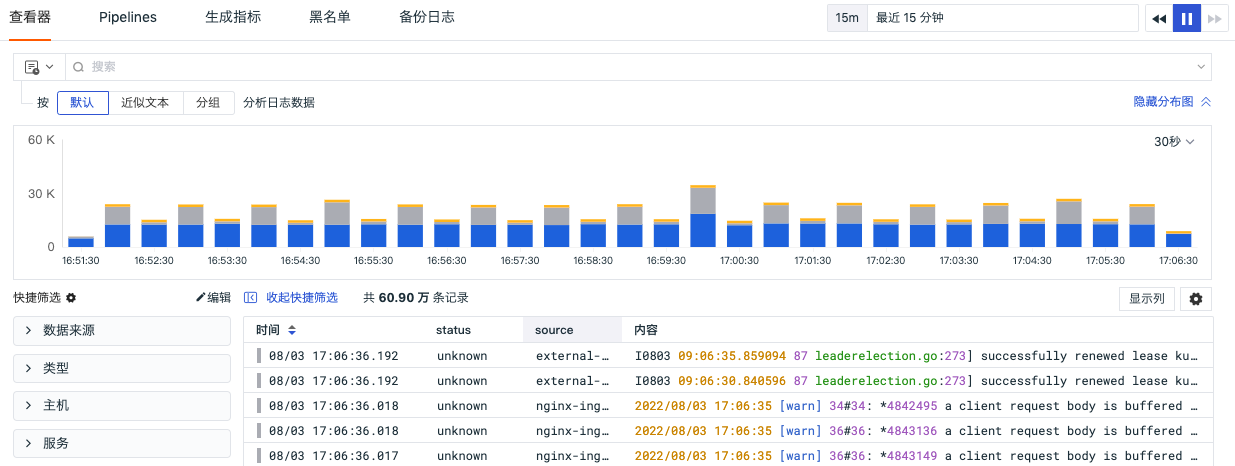 查看器 Pipelines 生成指标 黑名单 备份日志 15m 最近 15 分钟
搜索
按 默认 近似文本 分组 分析日志数据 隐藏分布图
60 K 30秒
30 K
0
16:51:30 16:52:30 16:53:30 16:54:30 16:55:30 16:56:30 16:57:30 16:58:30 16:59:30 17:00:30 17:01:30 17:02:30 17:03:30 17:04:30 17:05:30 17:06:30
快捷筛选 编辑 收起快捷筛选 共 60.90 万 条记录 显示列
数据来源
类型
主机
服务
时间 status source 内容
08/03 17:06:36.192 unknown external-… I0803 09:06:35.859094 87 leaderelection.go:273] successfully renewed lease ku…
08/03 17:06:36.192 unknown external-… I0803 09:06:30.840596 87 leaderelection.go:273] successfully renewed lease ku…
08/03 17:06:36.018 unknown nginx-ing… 2022/08/03 17:06:35 [warn] 34#34: *4842495 a client request body is buffered …
08/03 17:06:36.018 unknown nginx-ing… 2022/08/03 17:06:35 [warn] 36#36: *4843136 a client request body is buffered …
08/03 17:06:36.017 unknown nginx-ing… 2022/08/03 17:06:35 [warn] 36#36: *4843149 a client request body is buffered …